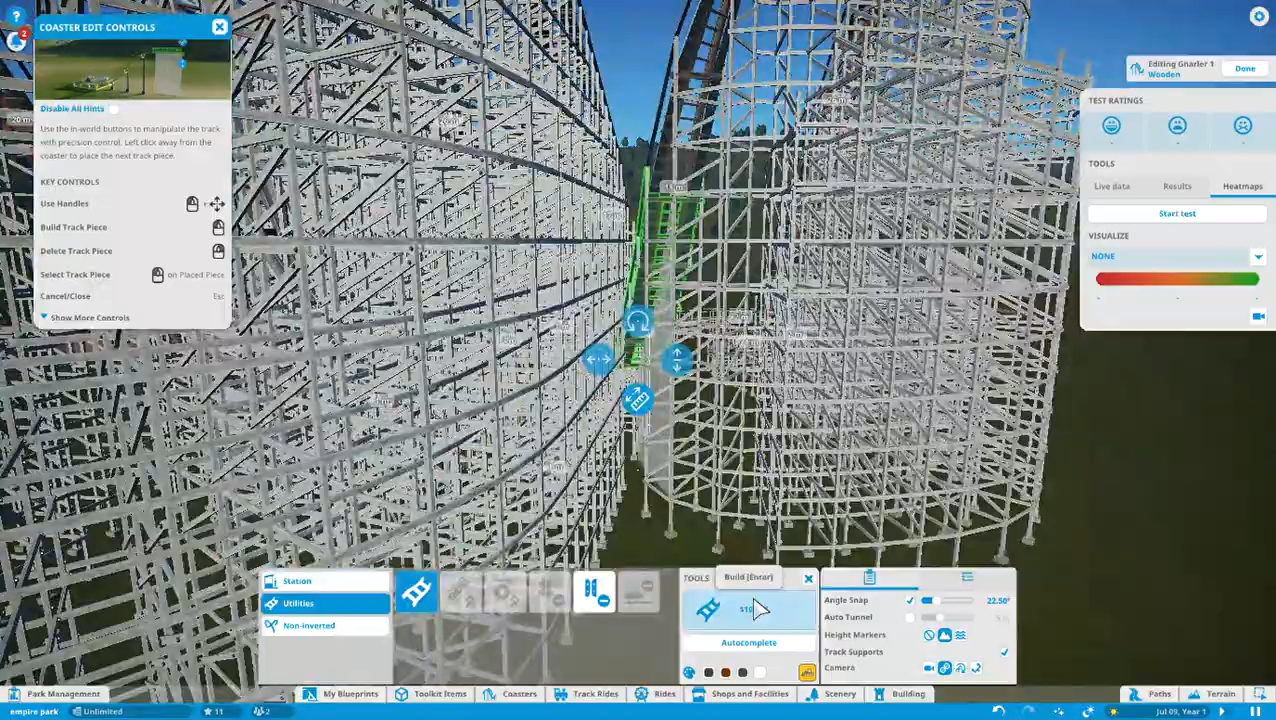 ?
2
COASTER EDIT CONTROLS
Disable All Hints
Use the in-world buttons to manipulate the track
with precision control. Left click away from the
coaster to place the next track piece.
KEY CONTROLS
Use Handles
Build Track Piece
Delete Track Piece
Select Track Piece
on Placed Piece
Cancel/Close
Esc
Show More Controls
20 m
11 m
Editing Gnarler 1
Wooden
Done
TEST RATINGS
TOOLS
Live data
Results
Heatmaps
Start test
VISUALIZE
NONE
Station
Utilities
Non-inverted
TOOLS
Build [Enter]
Autocomplete
Angle Snap
22.50°
Auto Tunnel
Height Markers
Track Supports
Camera
Park Management
My Blueprints
Toolkit Items
Coasters
Track Rides
Rides
Shops and Facilities
Scenery
Building
Paths
Terrain
empire park
Unlimited
11
2
Jul 09, Year 1